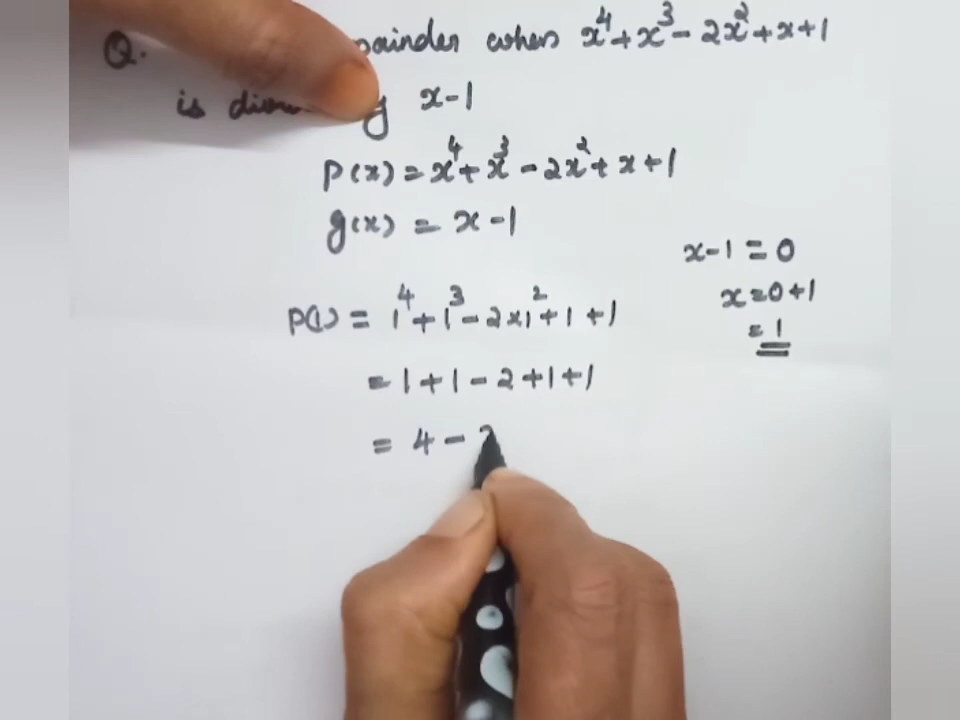 Q. when x⁴+x³-2x²+x+1
is x-1
P(x) = x⁴+x³-2x²+x+1
g(x) = x-1
x-1=0
x=0+1
=1
P(1) = 1⁴+1³-2×1²+1+1
=1+1-2+1+1
= 4-